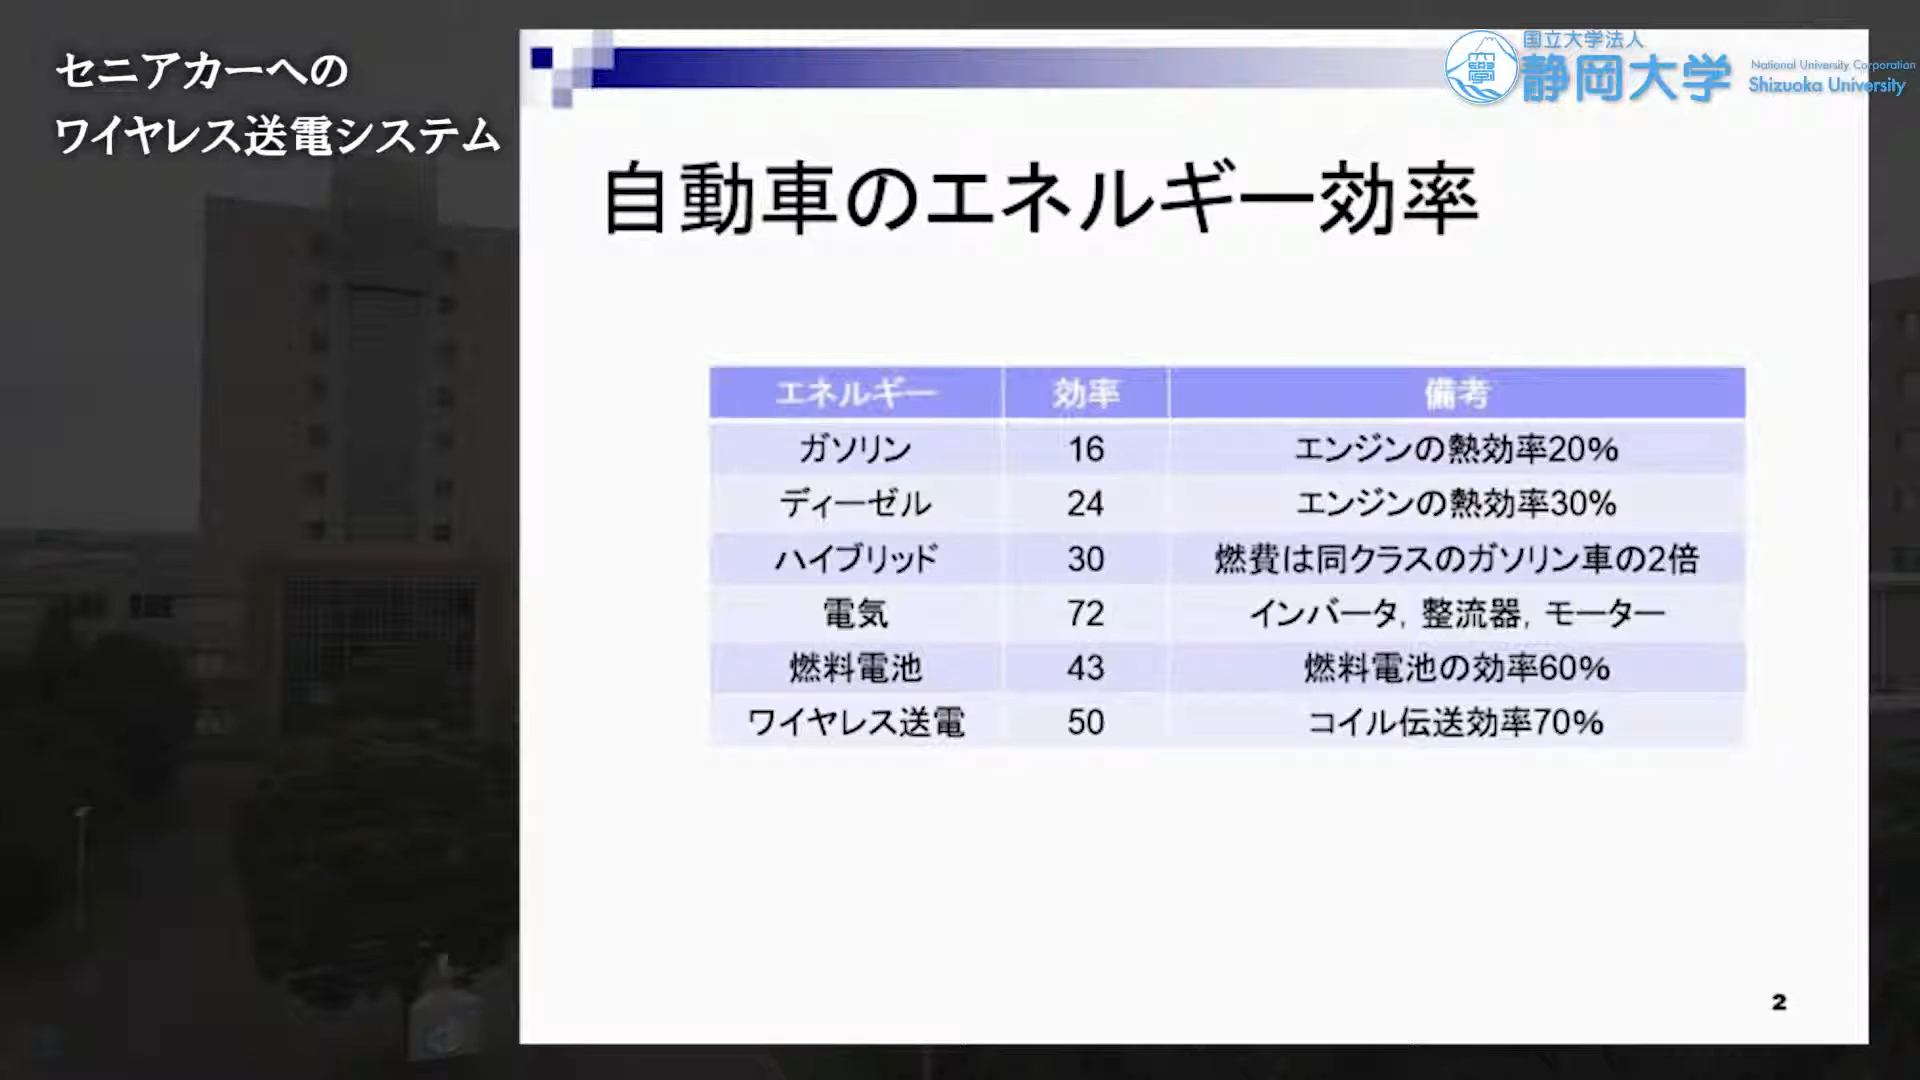 セニアカーへの
ワイヤレス送電システム
国立大学法人
静岡大学
National University Corporation
Shizuoka University
自動車のエネルギー効率
エネルギー 効率 備考
ガソリン 16 エンジンの熱効率20%
ディーゼル 24 エンジンの熱効率30%
ハイブリッド 30 燃費は同クラスのガソリン車の2倍
電気 72 インバータ，整流器，モーター
燃料電池 43 燃料電池の効率60%
ワイヤレス送電 50 コイル伝送効率70%
2